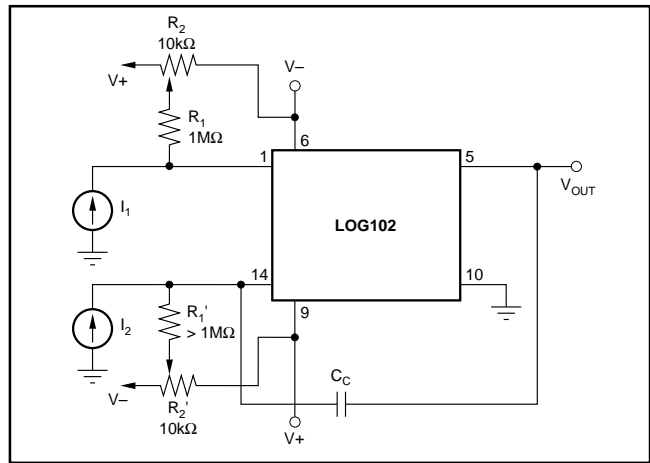 R2
10kΩ
V+
V–
R1
1MΩ
6
1
5
VOUT
I1
LOG102
14
10
I2
R1'
> 1MΩ
9
V–
R2'
10kΩ
CC
V+